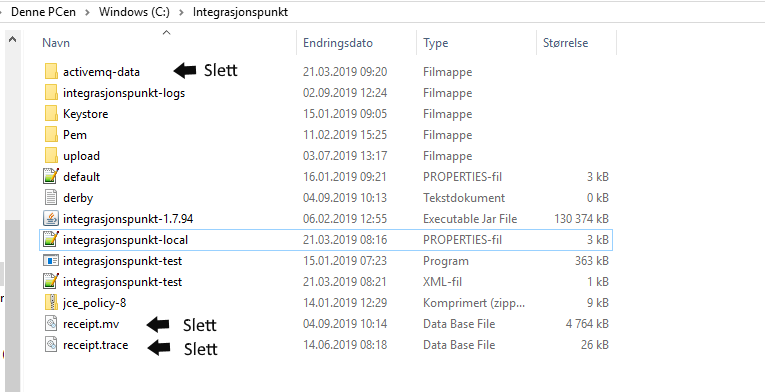 Denne PCen > Windows (C:) > Integrasjonspunkt
Navn Endringsdato Type Størrelse
activemq-data Slett 21.03.2019 09:20 Filmappe
integrasjonspunkt-logs 02.09.2019 12:24 Filmappe
Keystore 15.01.2019 09:05 Filmappe
Pem 11.02.2019 15:25 Filmappe
upload 03.07.2019 13:17 Filmappe
default 16.01.2019 09:21 PROPERTIES-fil 3 kB
derby 04.09.2019 10:13 Tekstdokument 0 kB
integrasjonspunkt-1.7.94 06.02.2019 12:55 Executable Jar File 130 374 kB
integrasjonspunkt-local 21.03.2019 08:16 PROPERTIES-fil 3 kB
integrasjonspunkt-test 15.01.2019 07:23 Program 363 kB
integrasjonspunkt-test 21.03.2019 08:21 XML-fil 1 kB
jce_policy-8 14.01.2019 12:29 Komprimert (zipp... 9 kB
receipt.mv Slett 04.09.2019 10:14 Data Base File 4 764 kB
receipt.trace Slett 14.06.2019 08:18 Data Base File 26 kB